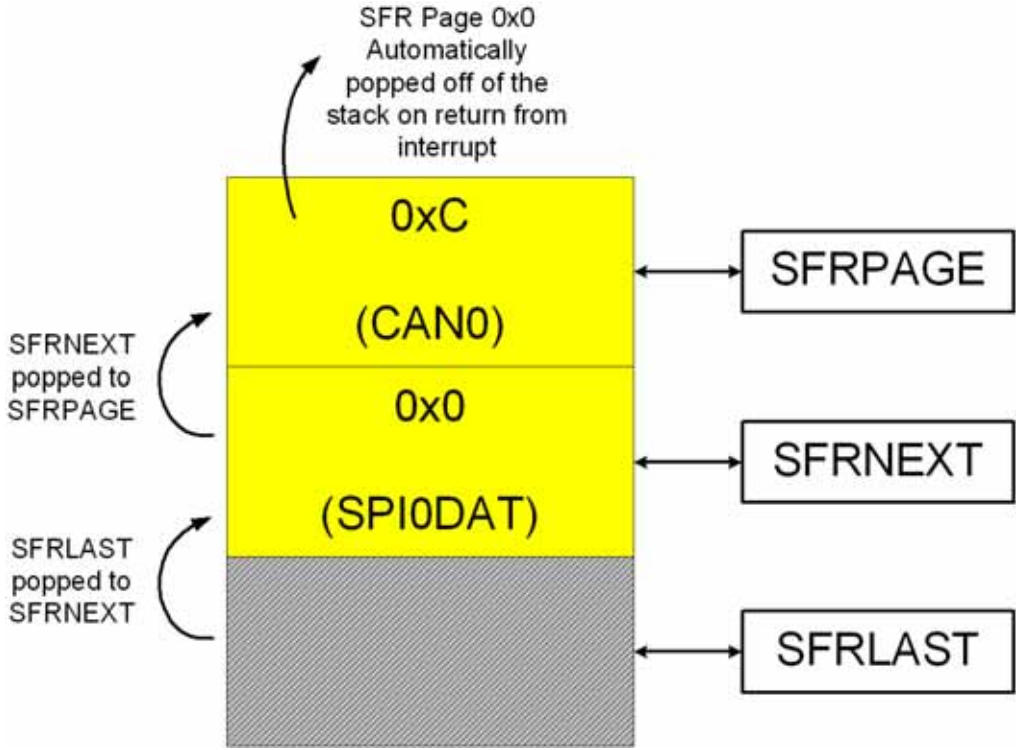 SFR Page 0x0
Automatically
popped off of the
stack on return from
interrupt
0xC
(CAN0)
SFRPAGE
SFRNEXT
popped to
SFRPAGE
0x0
(SPI0DAT)
SFRNEXT
SFRLAST
popped to
SFRNEXT
SFRLAST